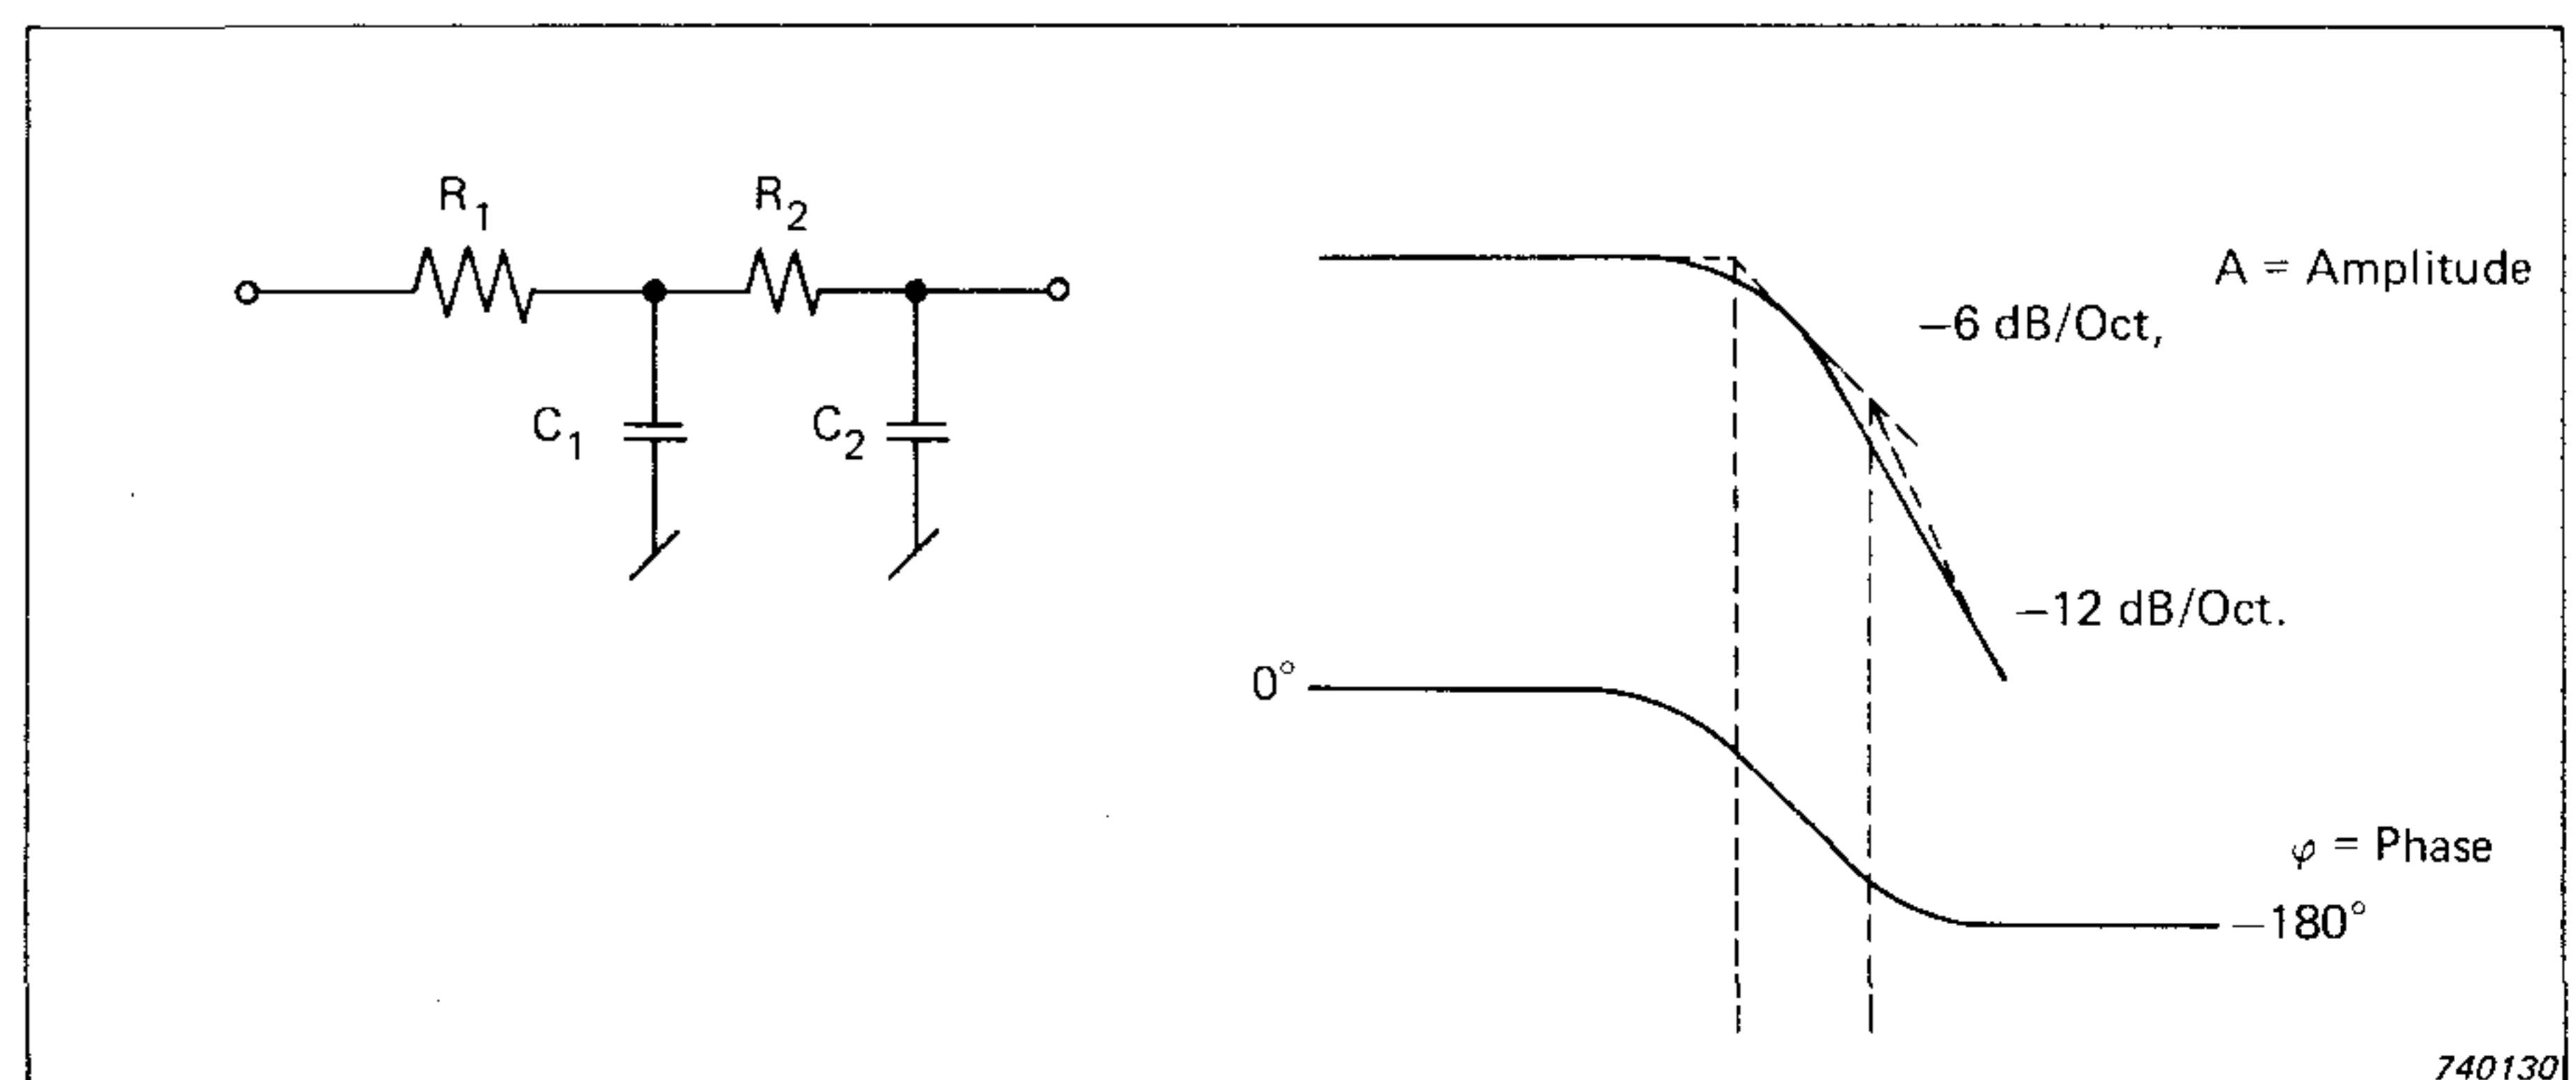 R1
R2
C1
C2
A = Amplitude
−6 dB/Oct,
−12 dB/Oct.
0°
φ = Phase
−180°
740130